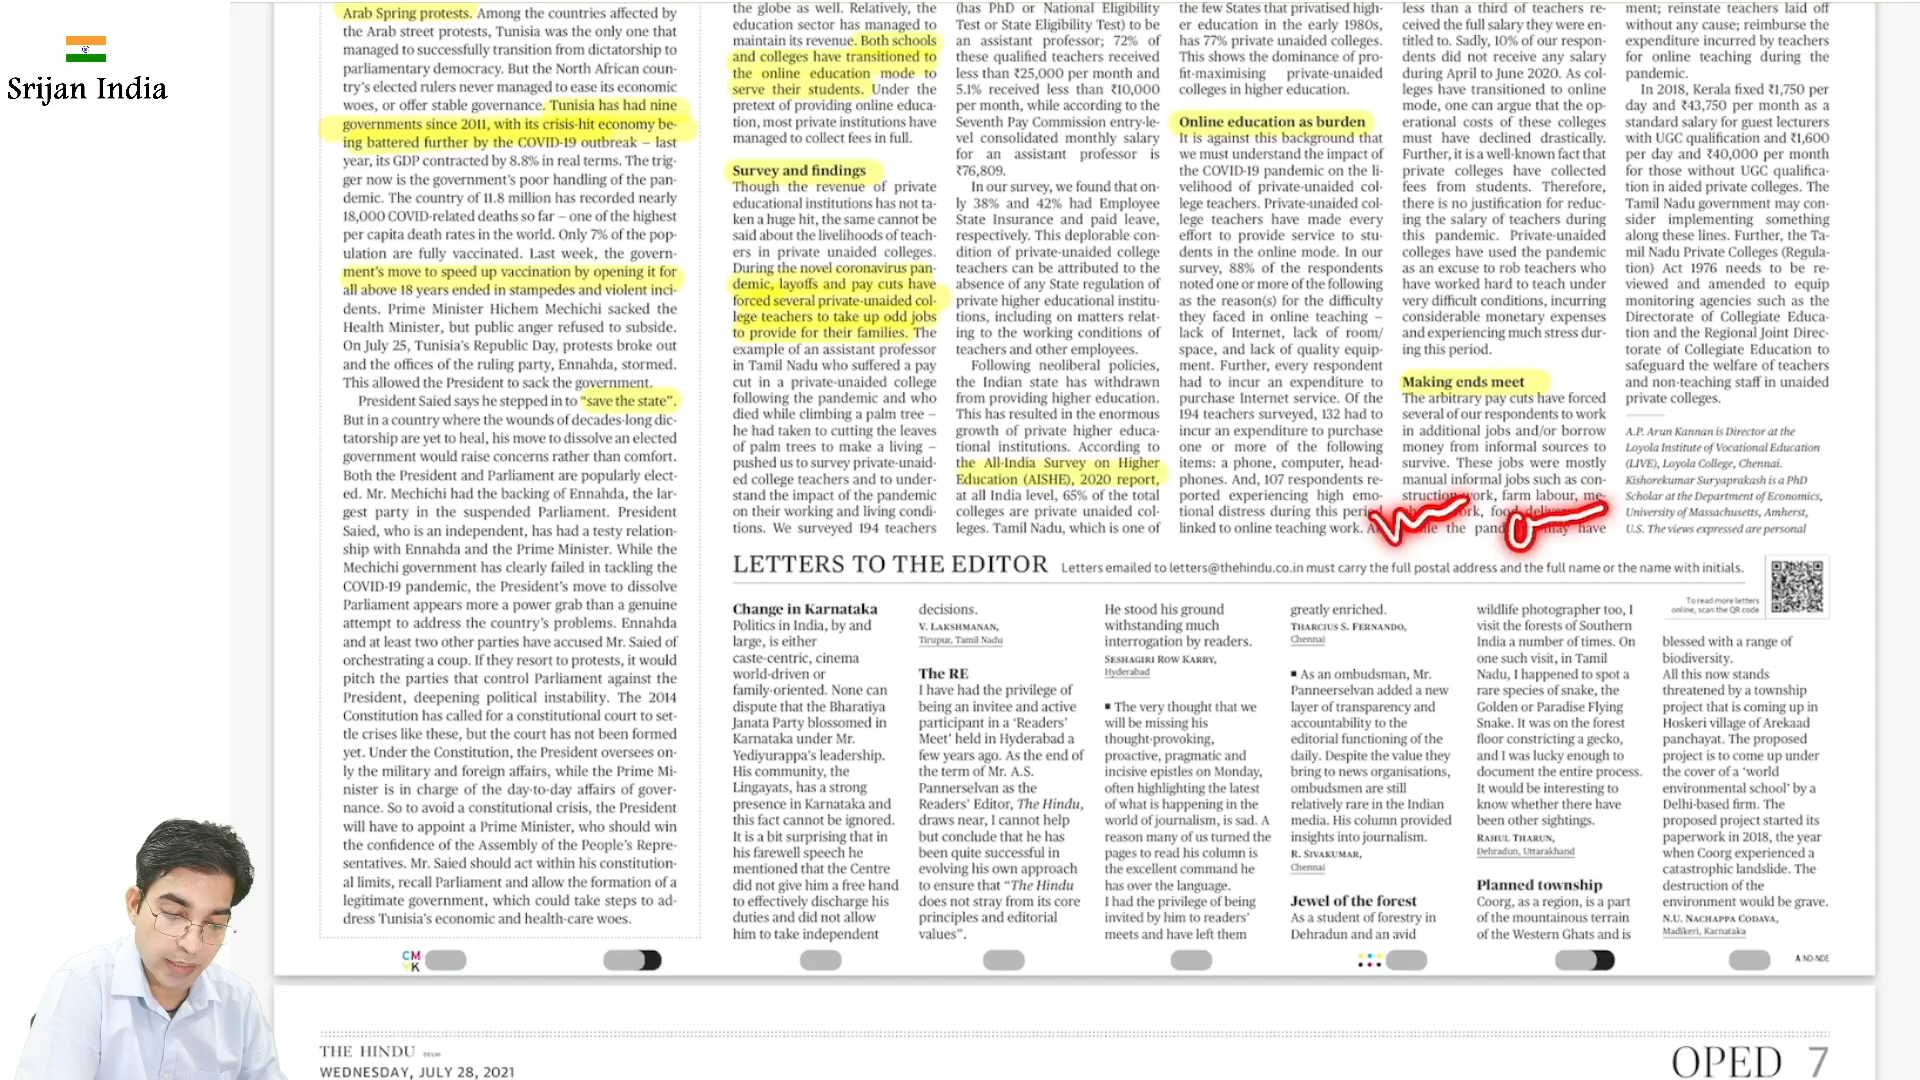 Srijan India
Arab Spring protests. Among the countries affected by
the Arab street protests, Tunisia was the only one that
managed to successfully transition from dictatorship to
parliamentary democracy. But the North African coun-
try's elected rulers never managed to ease its economic
woes, or offer stable governance. Tunisia has had nine
governments since 2011, with its crisis-hit economy be-
ing battered further by the COVID-19 outbreak – last
year, its GDP contracted by 8.8% in real terms. The trig-
ger now is the government's poor handling of the pan-
demic. The country of 11.8 million has recorded nearly
18,000 COVID-related deaths so far – one of the highest
per capita death rates in the world. Only 7% of the pop-
ulation are fully vaccinated. Last week, the govern-
ment's move to speed up vaccination by opening it for
all above 18 years ended in stampedes and violent inci-
dents. Prime Minister Hichem Mechichi sacked the
Health Minister, but public anger refused to subside.
On July 25, Tunisia's Republic Day, protests broke out
and the offices of the ruling party, Ennahda, stormed.
This allowed the President to sack the government.
President Saied says he stepped in to "save the state".
But in a country where the wounds of decades-long dic-
tatorship are yet to heal, his move to dissolve an elected
government would raise concerns rather than comfort.
Both the President and Parliament are popularly elect-
ed. Mr. Mechichi had the backing of Ennahda, the lar-
gest party in the suspended Parliament. President
Saied, who is an independent, has had a testy relation-
ship with Ennahda and the Prime Minister. While the
Mechichi government has clearly failed in tackling the
COVID-19 pandemic, the President's move to dissolve
Parliament appears more a power grab than a genuine
attempt to address the country's problems. Ennahda
and at least two other parties have accused Mr. Saied of
orchestrating a coup. If they resort to protests, it would
pitch the parties that control Parliament against the
President, deepening political instability. The 2014
Constitution has called for a constitutional court to set-
tle crises like these, but the court has not been formed
yet. Under the Constitution, the President oversees on-
ly the military and foreign affairs, while the Prime Mi-
nister is in charge of the day-to-day affairs of gover-
nance. So to avoid a constitutional crisis, the President
will have to appoint a Prime Minister, who should win
the confidence of the Assembly of the People's Repre-
sentatives. Mr. Saied should act within his constitution-
al limits, recall Parliament and allow the formation of a
legitimate government, which could take steps to ad-
dress Tunisia's economic and health-care woes.
the globe as well. Relatively, the
education sector has managed to
maintain its revenue. Both schools
and colleges have transitioned to
the online education mode to
serve their students. Under the
pretext of providing online educa-
tion, most private institutions have
managed to collect fees in full.
Survey and findings
Though the revenue of private
educational institutions has not ta-
ken a huge hit, the same cannot be
said about the livelihoods of teach-
ers in private unaided colleges.
During the novel coronavirus pan-
demic, layoffs and pay cuts have
forced several private-unaided col-
lege teachers to take up odd jobs
to provide for their families. The
example of an assistant professor
in Tamil Nadu who suffered a pay
cut in a private-unaided college
following the pandemic and who
died while climbing a palm tree –
he had taken to cutting the leaves
of palm trees to make a living –
pushed us to survey private-unaid-
ed college teachers and to under-
stand the impact of the pandemic
on their working and living condi-
tions. We surveyed 194 teachers
(has PhD or National Eligibility
Test or State Eligibility Test) to be
an assistant professor; 72% of
these qualified teachers received
less than ₹25,000 per month and
5.1% received less than ₹10,000
per month, while according to the
Seventh Pay Commission entry-le-
vel consolidated monthly salary
for an assistant professor is
₹76,809.
In our survey, we found that on-
ly 38% and 42% had Employee
State Insurance and paid leave,
respectively. This deplorable con-
dition of private-unaided college
teachers can be attributed to the
absence of any State regulation of
private higher educational institu-
tions, including on matters relat-
ing to the working conditions of
teachers and other employees.
Following neoliberal policies,
the Indian state has withdrawn
from providing higher education.
This has resulted in the enormous
growth of private higher educa-
tional institutions. According to
the All-India Survey on Higher
Education (AISHE), 2020 report,
at all India level, 65% of the total
colleges are private unaided col-
leges. Tamil Nadu, which is one of
the few States that privatised high-
er education in the early 1980s,
has 77% private unaided colleges.
This shows the dominance of pro-
fit-maximising private-unaided
colleges in higher education.
Online education as burden
It is against this background that
we must understand the impact of
the COVID-19 pandemic on the li-
velihood of private-unaided col-
lege teachers. Private-unaided col-
lege teachers have made every
effort to provide service to stu-
dents in the online mode. In our
survey, 88% of the respondents
noted one or more of the following
as the reason(s) for the difficulty
they faced in online teaching –
lack of Internet, lack of room/
space, and lack of quality equip-
ment. Further, every respondent
had to incur an expenditure to
purchase Internet service. Of the
194 teachers surveyed, 132 had to
incur an expenditure to purchase
one or more of the following
items: a phone, computer, head-
phones. And, 107 respondents re-
ported experiencing high emo-
tional distress during this period
linked to online teaching work.
less than a third of teachers re-
ceived the full salary they were en-
titled to. Sadly, 10% of our respon-
dents did not receive any salary
during April to June 2020. As col-
leges have transitioned to online
mode, one can argue that the op-
erational costs of these colleges
must have declined drastically.
Further, it is a well-known fact that
private colleges have collected
fees from students. Therefore,
there is no justification for reduc-
ing the salary of teachers during
this pandemic. Private-unaided
colleges have used the pandemic
as an excuse to rob teachers who
have worked hard to teach under
very difficult conditions, incurring
considerable monetary expenses
and experiencing much stress dur-
ing this period.
Making ends meet
The arbitrary pay cuts have forced
several of our respondents to work
in additional jobs and/or borrow
money from informal sources to
survive. These jobs were mostly
manual informal jobs such as con-
struction work, farm labour, me-
food
the may have
ment; reinstate teachers laid off
without any cause; reimburse the
expenditure incurred by teachers
for online teaching during the
pandemic.
In 2018, Kerala fixed ₹1,750 per
day and ₹43,750 per month as a
standard salary for guest lecturers
with UGC qualification and ₹1,600
per day and ₹40,000 per month
for those without UGC qualifica-
tion in aided private colleges. The
Tamil Nadu government may con-
sider implementing something
along these lines. Further, the Ta-
mil Nadu Private Colleges (Regula-
tion) Act 1976 needs to be re-
viewed and amended to equip
monitoring agencies such as the
Directorate of Collegiate Educa-
tion and the Regional Joint Direc-
torate of Collegiate Education to
safeguard the welfare of teachers
and non-teaching staff in unaided
private colleges.
A.P. Arun Kannan is Director at the
Loyola Institute of Vocational Education
(LIVE), Loyola College, Chennai.
Kishorekumar Suryaprakash is a PhD
Scholar at the Department of Economics,
University of Massachusetts, Amherst,
U.S. The views expressed are personal
LETTERS TO THE EDITOR Letters emailed to letters@thehindu.co.in must carry the full postal address and the full name or the name with initials.
To read more letters
online, scan the QR code
Change in Karnataka
Politics in India, by and
large, is either
caste-centric, cinema
world-driven or
family-oriented. None can
dispute that the Bharatiya
Janata Party blossomed in
Karnataka under Mr.
Yediyurappa's leadership.
His community, the
Lingayats, has a strong
presence in Karnataka and
this fact cannot be ignored.
It is a bit surprising that in
his farewell speech he
mentioned that the Centre
did not give him a free hand
to effectively discharge his
duties and did not allow
him to take independent
decisions.
V. LAKSHMANAN,
Tirupur, Tamil Nadu
The RE
I have had the privilege of
being an invitee and active
participant in a 'Readers'
Meet' held in Hyderabad a
few years ago. As the end of
the term of Mr. A.S.
Pannerselvan as the
Readers' Editor, The Hindu,
draws near, I cannot help
but conclude that he has
been quite successful in
evolving his own approach
to ensure that "The Hindu
does not stray from its core
principles and editorial
values".
He stood his ground
withstanding much
interrogation by readers.
SESHAGIRI ROW KARRY,
Hyderabad
■ The very thought that we
will be missing his
thought-provoking,
proactive, pragmatic and
incisive epistles on Monday,
often highlighting the latest
of what is happening in the
world of journalism, is sad. A
reason many of us turned the
pages to read his column is
the excellent command he
has over the language.
I had the privilege of being
invited by him to readers'
meets and have left them
greatly enriched.
THARCIUS S. FERNANDO,
Chennai
■ As an ombudsman, Mr.
Panneerselvan added a new
layer of transparency and
accountability to the
editorial functioning of the
daily. Despite the value they
bring to news organisations,
ombudsmen are still
relatively rare in the Indian
media. His column provided
insights into journalism.
R. SIVAKUMAR,
Chennai
Jewel of the forest
As a student of forestry in
Dehradun and an avid
wildlife photographer too, I
visit the forests of Southern
India a number of times. On
one such visit, in Tamil
Nadu, I happened to spot a
rare species of snake, the
Golden or Paradise Flying
Snake. It was on the forest
floor constricting a gecko,
and I was lucky enough to
document the entire process.
It would be interesting to
know whether there have
been other sightings.
RAHUL THARUN,
Dehradun, Uttarakhand
Planned township
Coorg, as a region, is a part
of the mountainous terrain
of the Western Ghats and is
blessed with a range of
biodiversity.
All this now stands
threatened by a township
project that is coming up in
Hoskeri village of Arekaad
panchayat. The proposed
project is to come up under
the cover of a 'world
environmental school' by a
Delhi-based firm. The
proposed project started its
paperwork in 2018, the year
when Coorg experienced a
catastrophic landslide. The
destruction of the
environment would be grave.
N.U. NACHAPPA CODAVA,
Madikeri, Karnataka
CM
YK
A ND-NDE
THE HINDU DELHI
WEDNESDAY, JULY 28, 2021
OPED 7